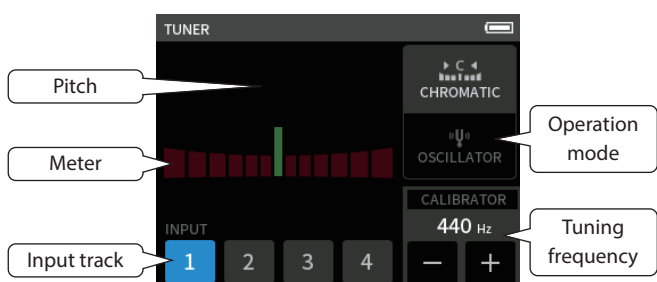 TUNER
Pitch
C
CHROMATIC
Operation
mode
OSCILLATOR
Meter
CALIBRATOR
440 Hz
Tuning
frequency
INPUT
Input track
1 2 3 4 − +